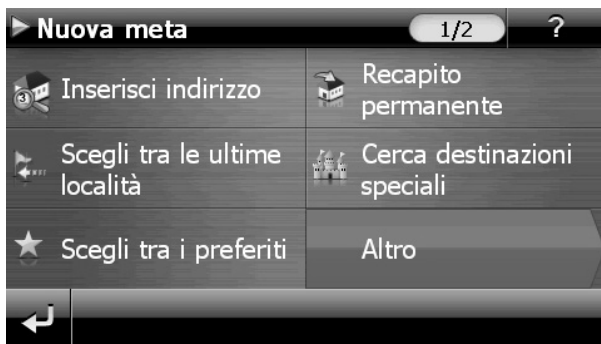 Nuova meta 1/2 ?
Inserisci indirizzo
Recapito
permanente
Scegli tra le ultime
località
Cerca destinazioni
speciali
Scegli tra i preferiti
Altro